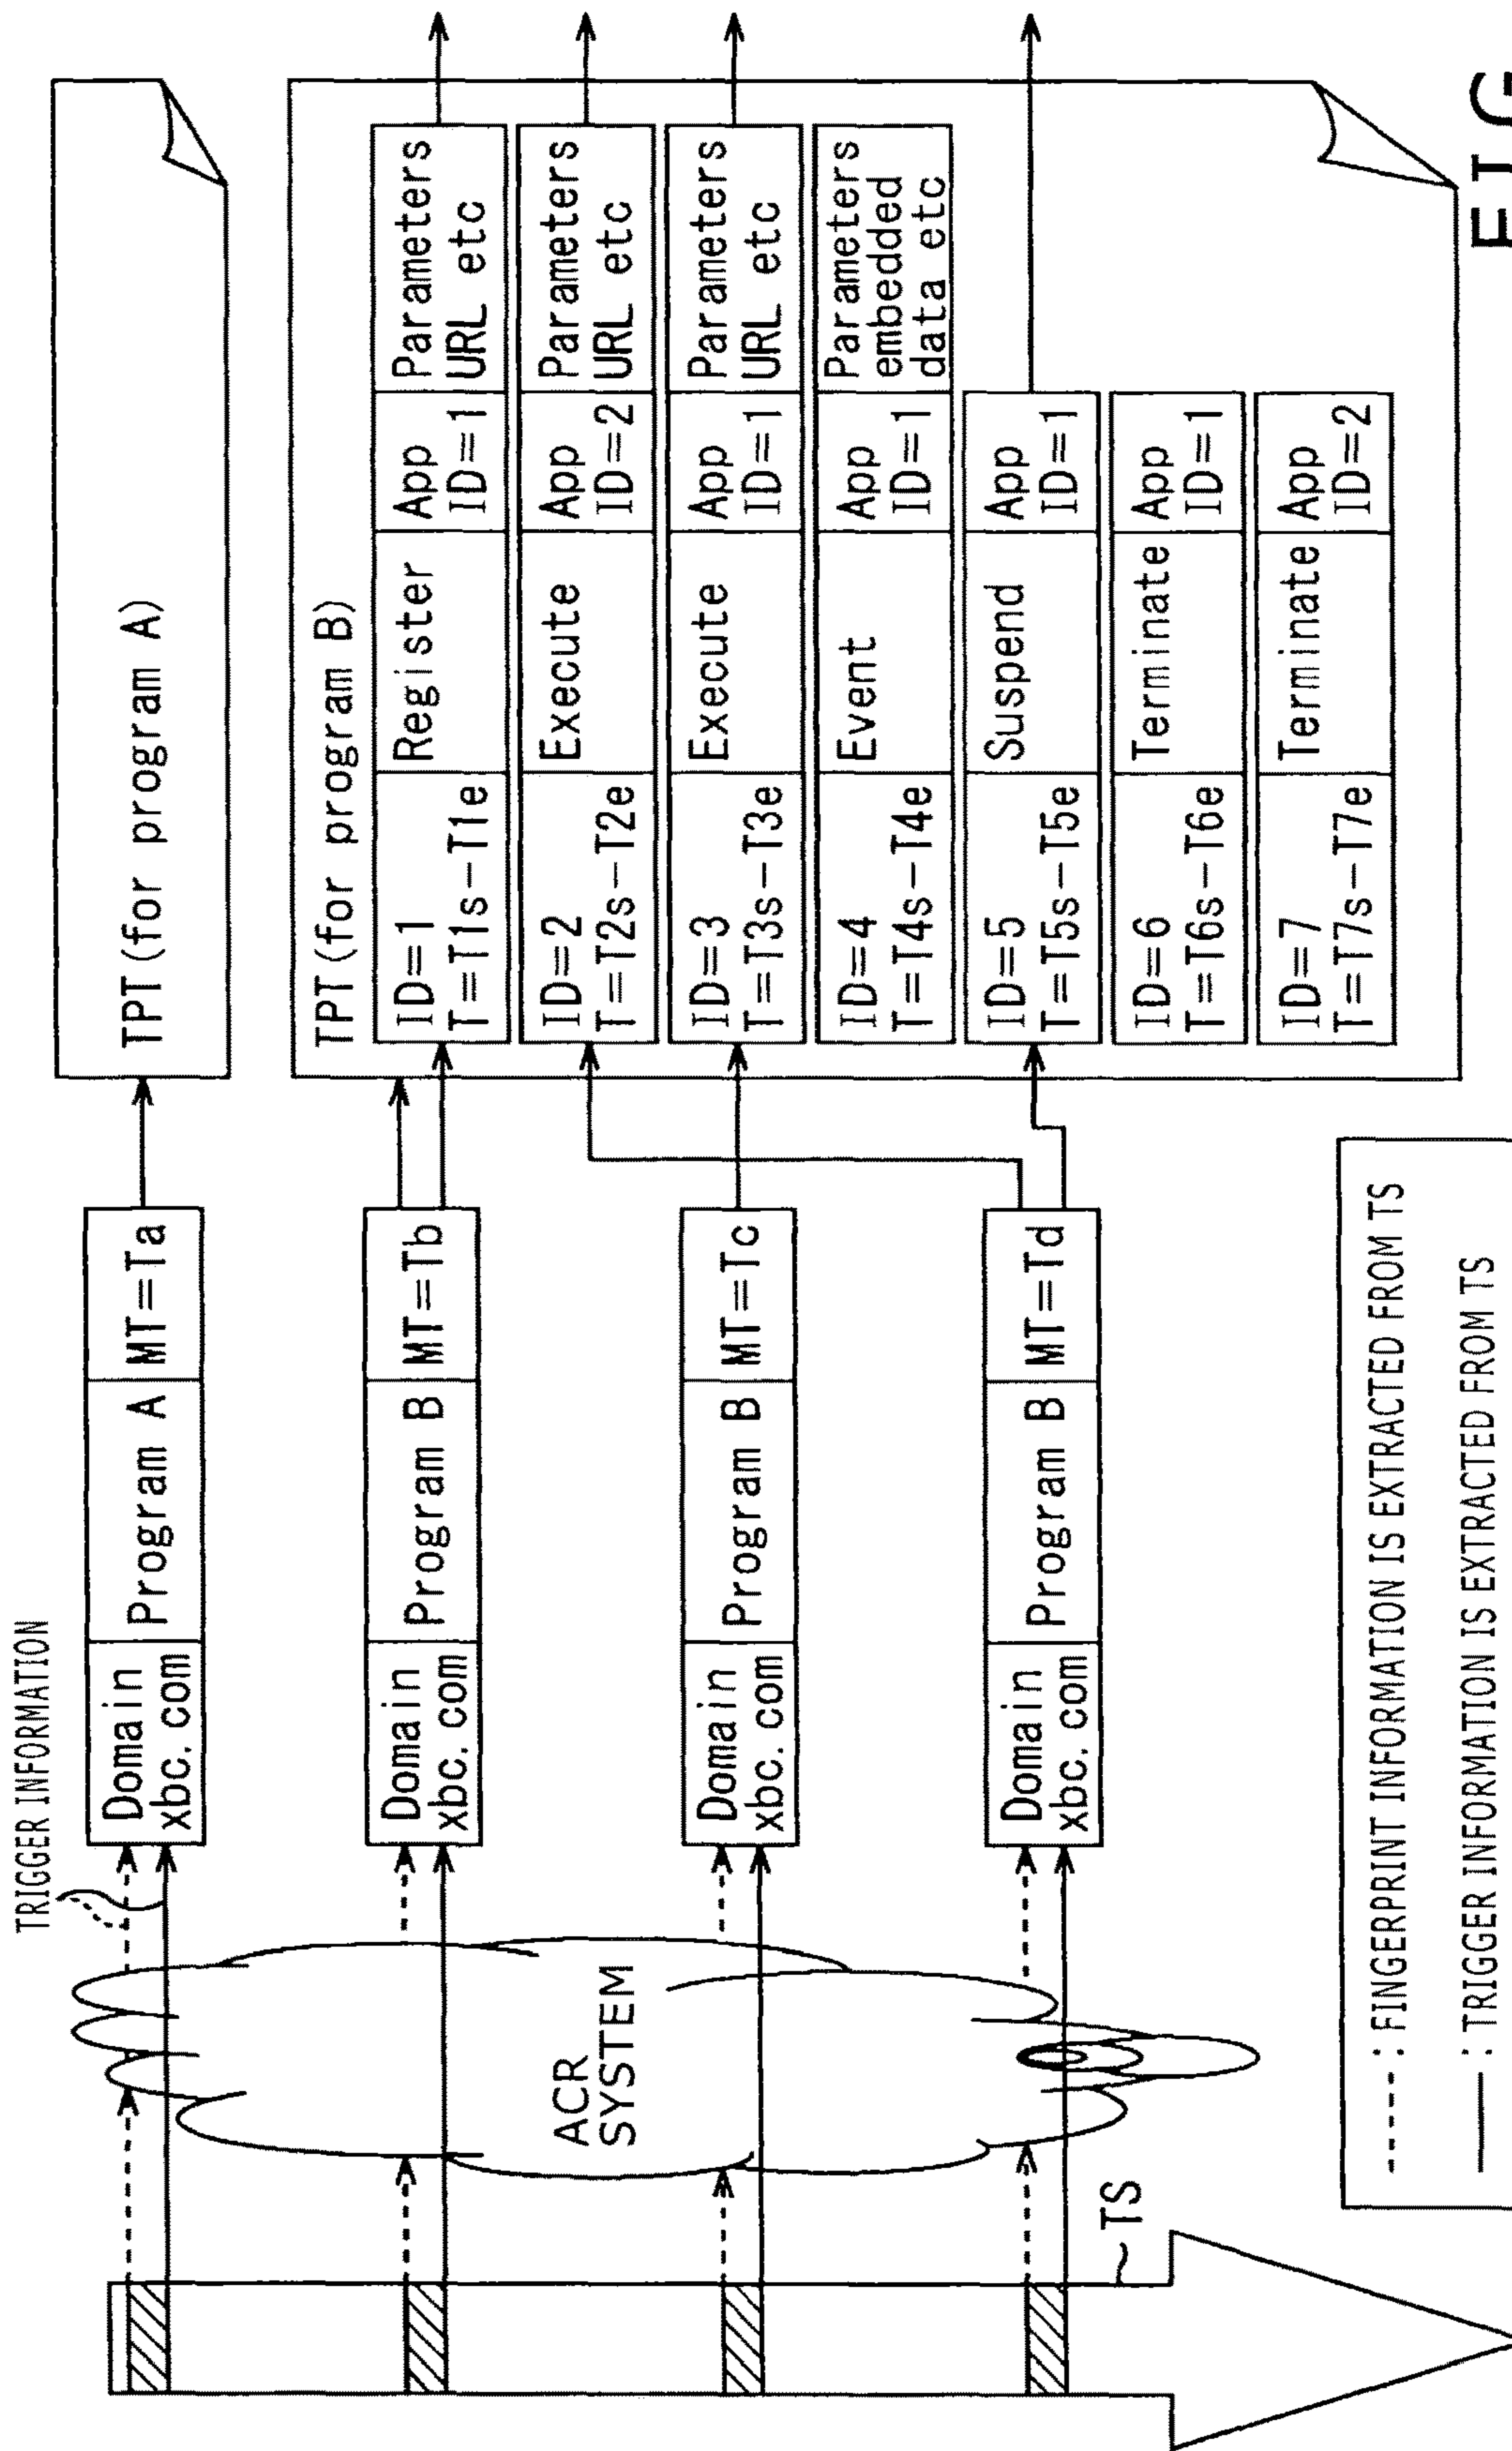 TRIGGER INFORMATION
Domain
xbc. com
Program A
MT=Ta
TPT(for program A)
Domain
xbc. com
Program B
MT=Tb
TPT(for program B)
ID=1
T=T1s-T1e
Register
App
ID=1
Parameters
URL etc
ID=2
T=T2s-T2e
Execute
App
ID=2
Parameters
URL etc
ACR
SYSTEM
Domain
xbc. com
Program B
MT=Tc
ID=3
T=T3s-T3e
Execute
App
ID=1
Parameters
URL etc
ID=4
T=T4s-T4e
Event
App
ID=1
Parameters
embedded
data etc
Domain
xbc. com
Program B
MT=Td
ID=5
T=T5s-T5e
Suspend
App
ID=1
ID=6
T=T6s-T6e
Terminate
App
ID=1
ID=7
T=T7s-T7e
Terminate
App
ID=2
TS
-----: FINGERPRINT INFORMATION IS EXTRACTED FROM TS
——: TRIGGER INFORMATION IS EXTRACTED FROM TS
FIG